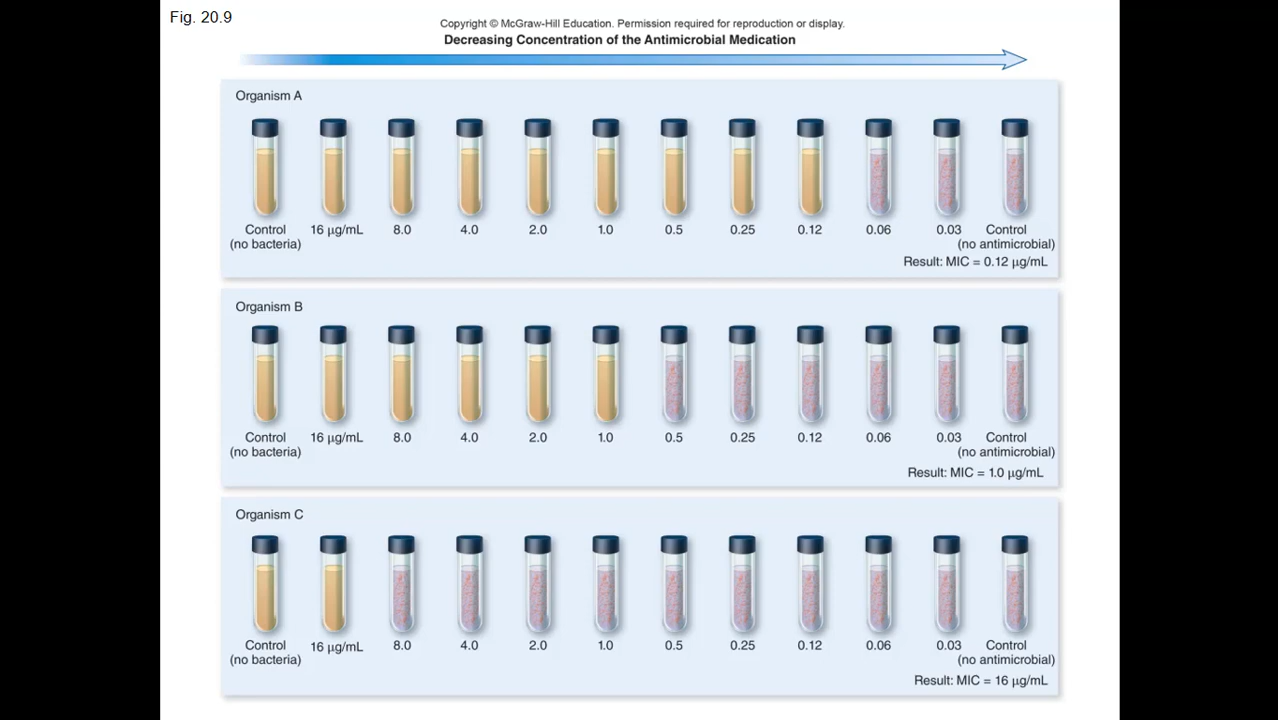 Fig. 20.9
Copyright © McGraw-Hill Education. Permission required for reproduction or display.
Decreasing Concentration of the Antimicrobial Medication
Organism A
Control 16 µg/mL 8.0 4.0 2.0 1.0 0.5 0.25 0.12 0.06 0.03 Control
(no bacteria) (no antimicrobial)
Result: MIC = 0.12 µg/mL
Organism B
Control 16 µg/mL 8.0 4.0 2.0 1.0 0.5 0.25 0.12 0.06 0.03 Control
(no bacteria) (no antimicrobial)
Result: MIC = 1.0 µg/mL
Organism C
Control 16 µg/mL 8.0 4.0 2.0 1.0 0.5 0.25 0.12 0.06 0.03 Control
(no bacteria) (no antimicrobial)
Result: MIC = 16 µg/mL